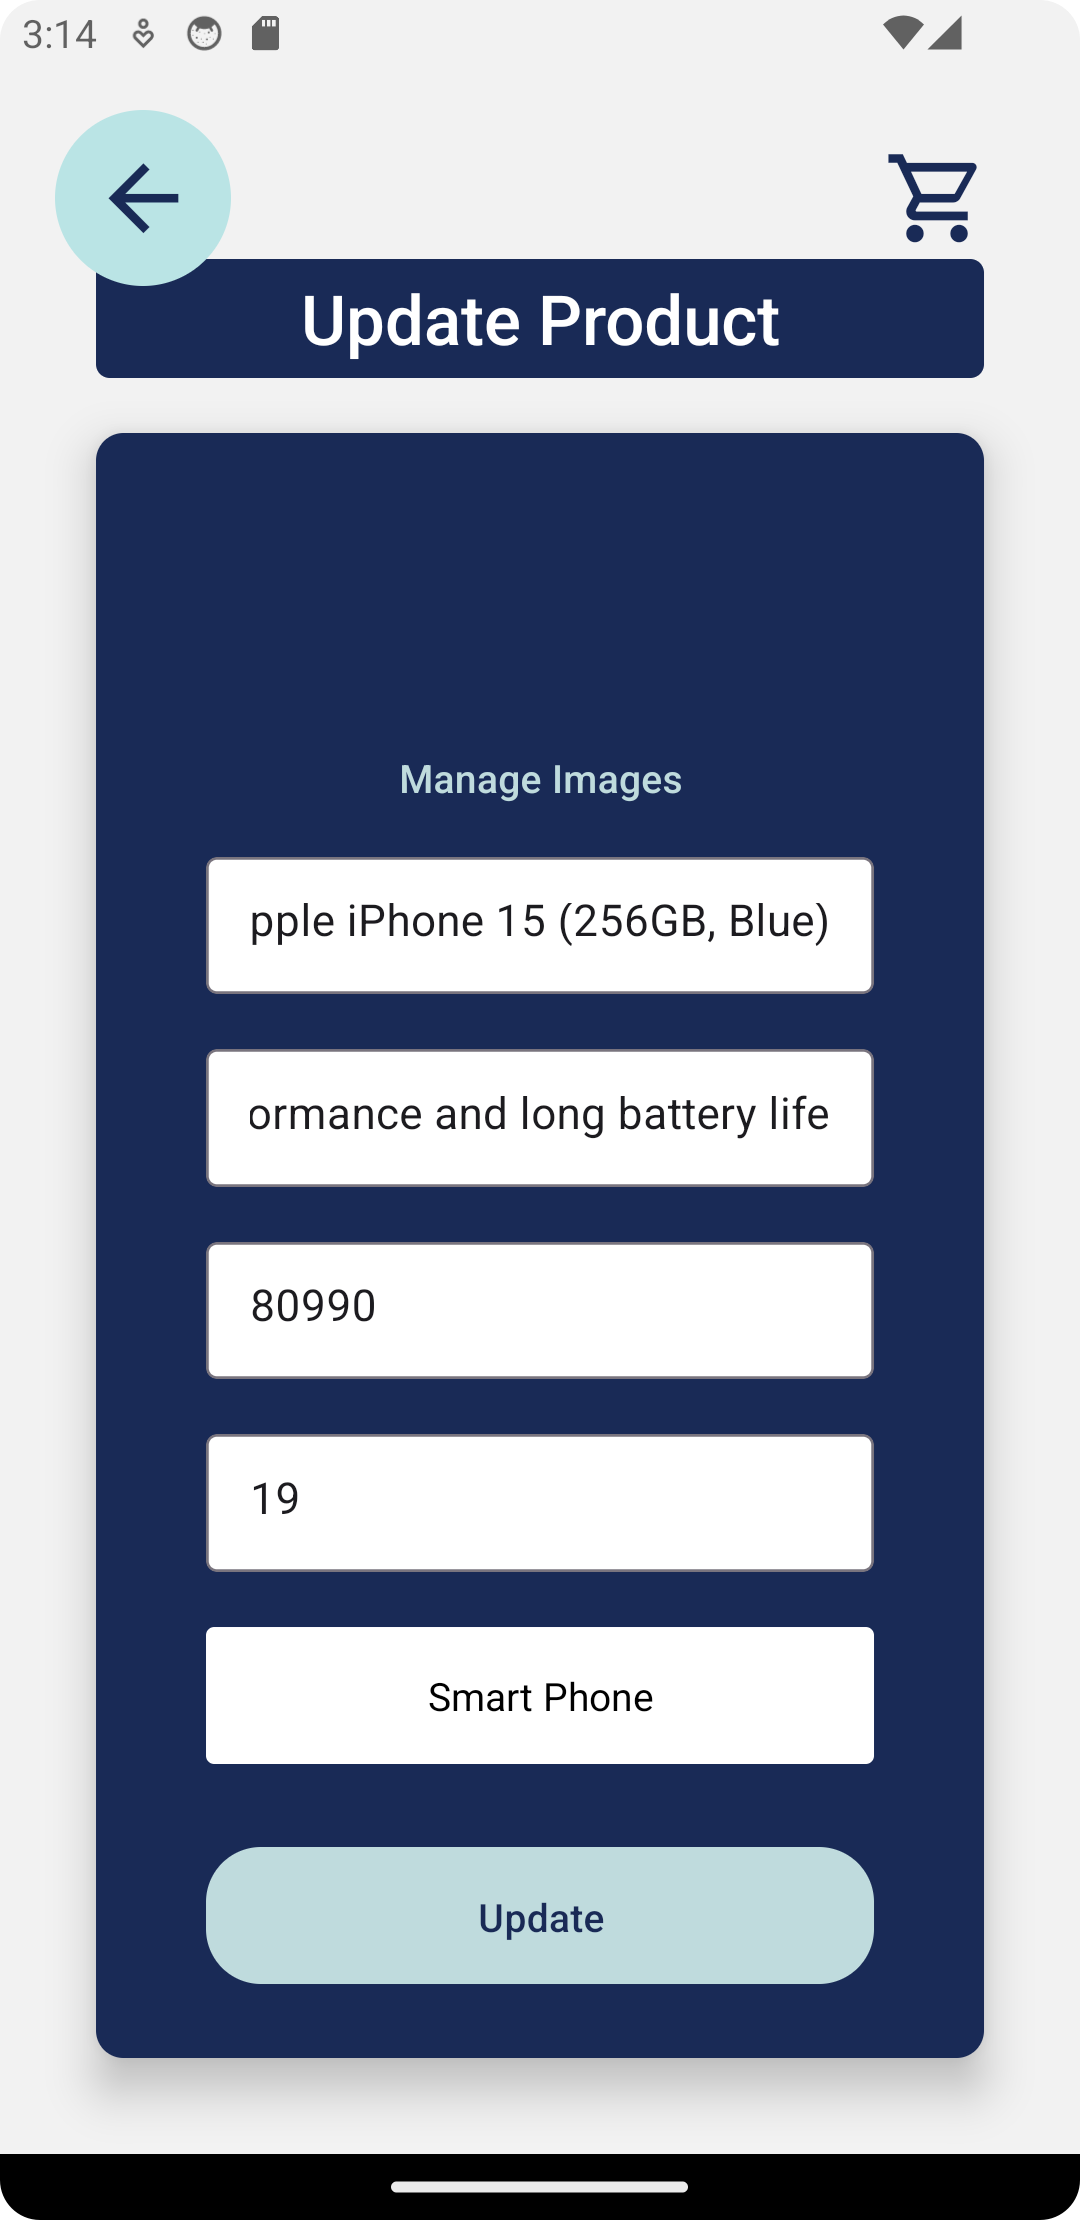 3:14
Update Product
Manage Images
pple iPhone 15 (256GB, Blue)
ormance and long battery life
80990
19
Smart Phone
Update